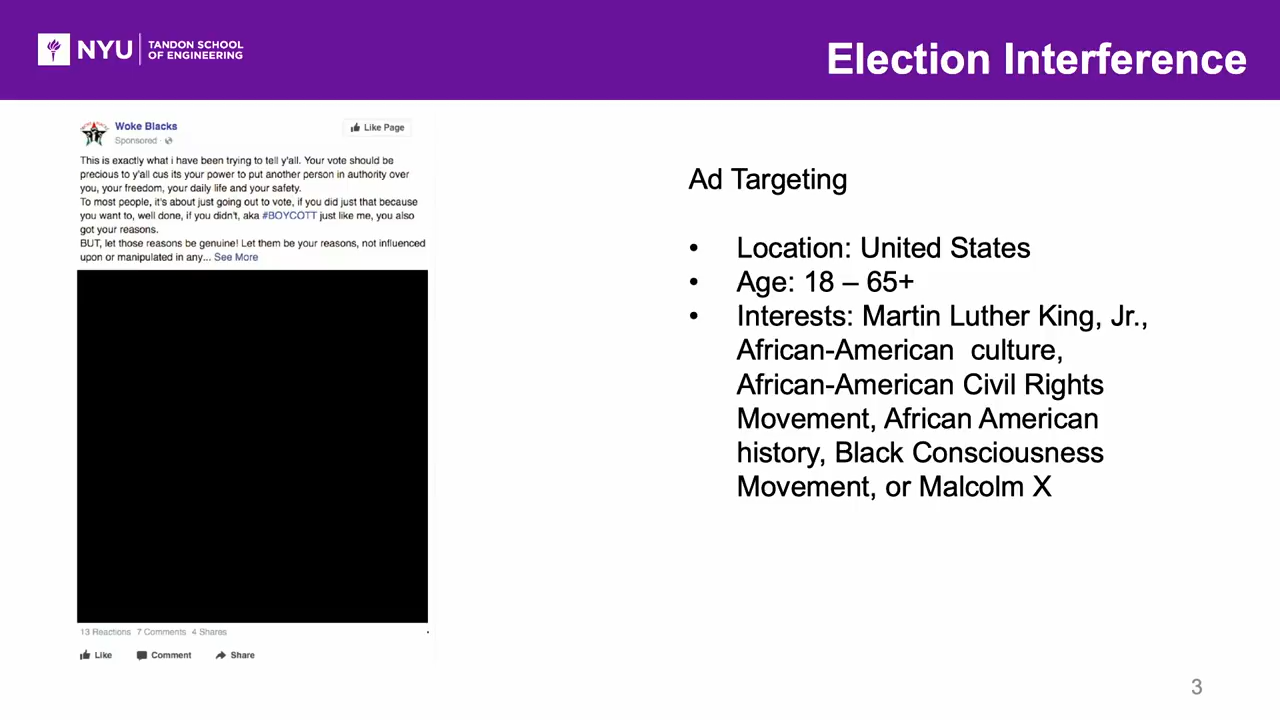 NYU
TANDON SCHOOL
OF ENGINEERING
Election Interference
Woke Blacks
Sponsored ·
Like Page
This is exactly what i have been trying to tell y'all. Your vote should be
precious to y'all cus its your power to put another person in authority over
you, your freedom, your daily life and your safety.
To most people, it's about just going out to vote, if you did just that because
you want to, well done, if you didn't, aka #BOYCOTT just like me, you also
got your reasons.
BUT, let those reasons be genuine! Let them be your reasons, not influenced
upon or manipulated in any... See More
13 Reactions 7 Comments 4 Shares
Like Comment Share
Ad Targeting
• Location: United States
• Age: 18 – 65+
• Interests: Martin Luther King, Jr.,
African-American culture,
African-American Civil Rights
Movement, African American
history, Black Consciousness
Movement, or Malcolm X
3